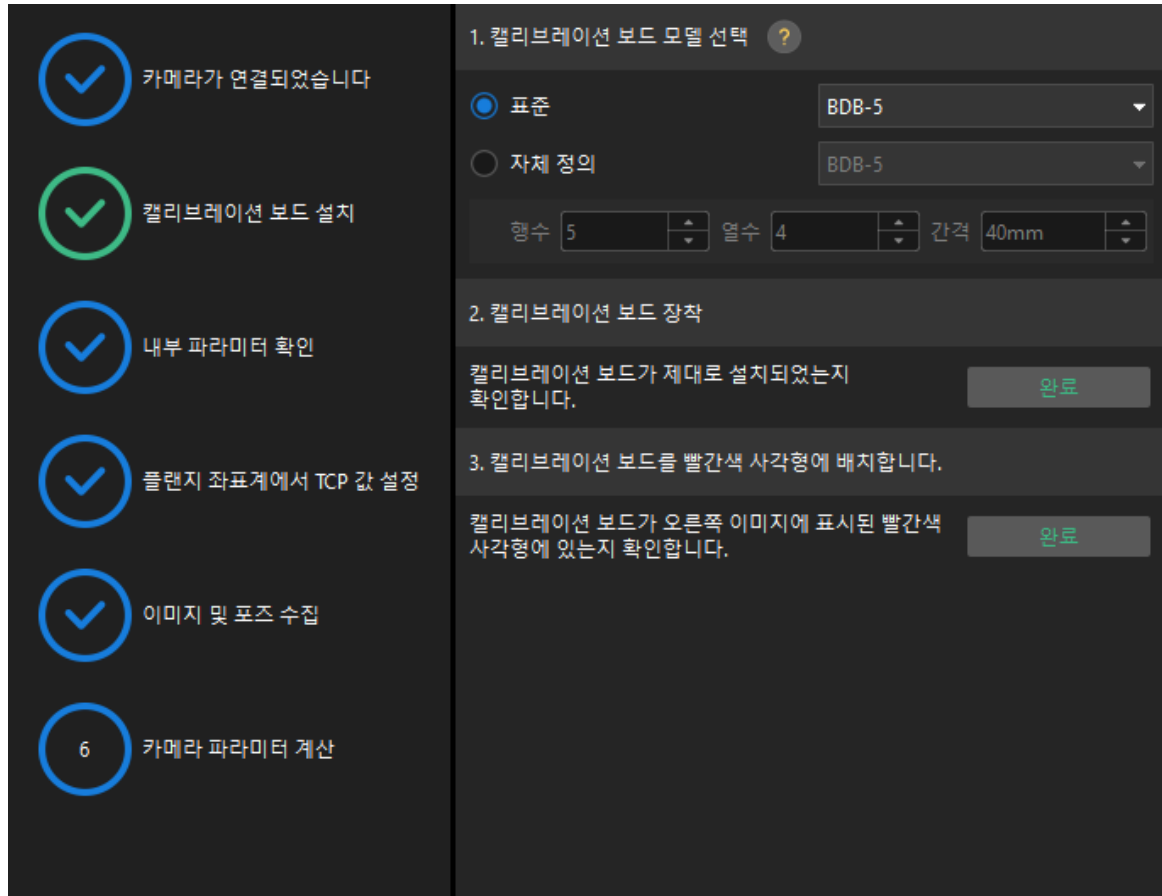 카메라가 연결되었습니다
캘리브레이션 보드 설치
내부 파라미터 확인
플랜지 좌표계에서 TCP 값 설정
이미지 및 포즈 수집
6 카메라 파라미터 계산
1. 캘리브레이션 보드 모델 선택 ?
표준 BDB-5
자체 정의 BDB-5
행수 5 열수 4 간격 40mm
2. 캘리브레이션 보드 장착
캘리브레이션 보드가 제대로 설치되었는지
확인합니다.
완료
3. 캘리브레이션 보드를 빨간색 사각형에 배치합니다.
캘리브레이션 보드가 오른쪽 이미지에 표시된 빨간색
사각형에 있는지 확인합니다.
완료